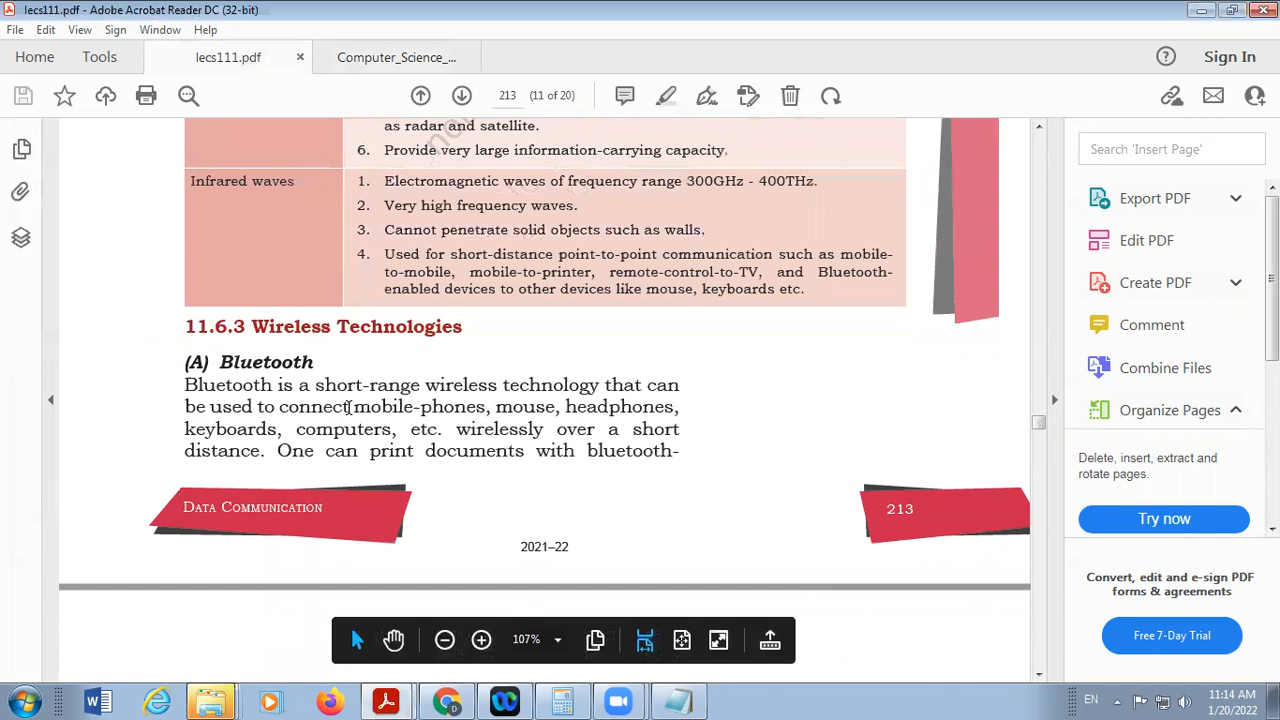 lecs111.pdf - Adobe Acrobat Reader DC (32-bit)
File Edit View Sign Window Help
Home Tools lecs111.pdf × Computer_Science_...
Sign In
213 (11 of 20)
as radar and satellite.
6. Provide very large information-carrying capacity.
Infrared waves
1. Electromagnetic waves of frequency range 300GHz - 400THz.
2. Very high frequency waves.
3. Cannot penetrate solid objects such as walls.
4. Used for short-distance point-to-point communication such as mobile-
to-mobile, mobile-to-printer, remote-control-to-TV, and Bluetooth-
enabled devices to other devices like mouse, keyboards etc.
11.6.3 Wireless Technologies
(A) Bluetooth
Bluetooth is a short-range wireless technology that can
be used to connect mobile-phones, mouse, headphones,
keyboards, computers, etc. wirelessly over a short
distance. One can print documents with bluetooth-
Data Communication
213
2021–22
107%
Search 'Insert Page'
Export PDF
Edit PDF
Create PDF
Comment
Combine Files
Organize Pages
Delete, insert, extract and
rotate pages.
Try now
Convert, edit and e-sign PDF
forms & agreements
Free 7-Day Trial
EN
11:14 AM
1/20/2022